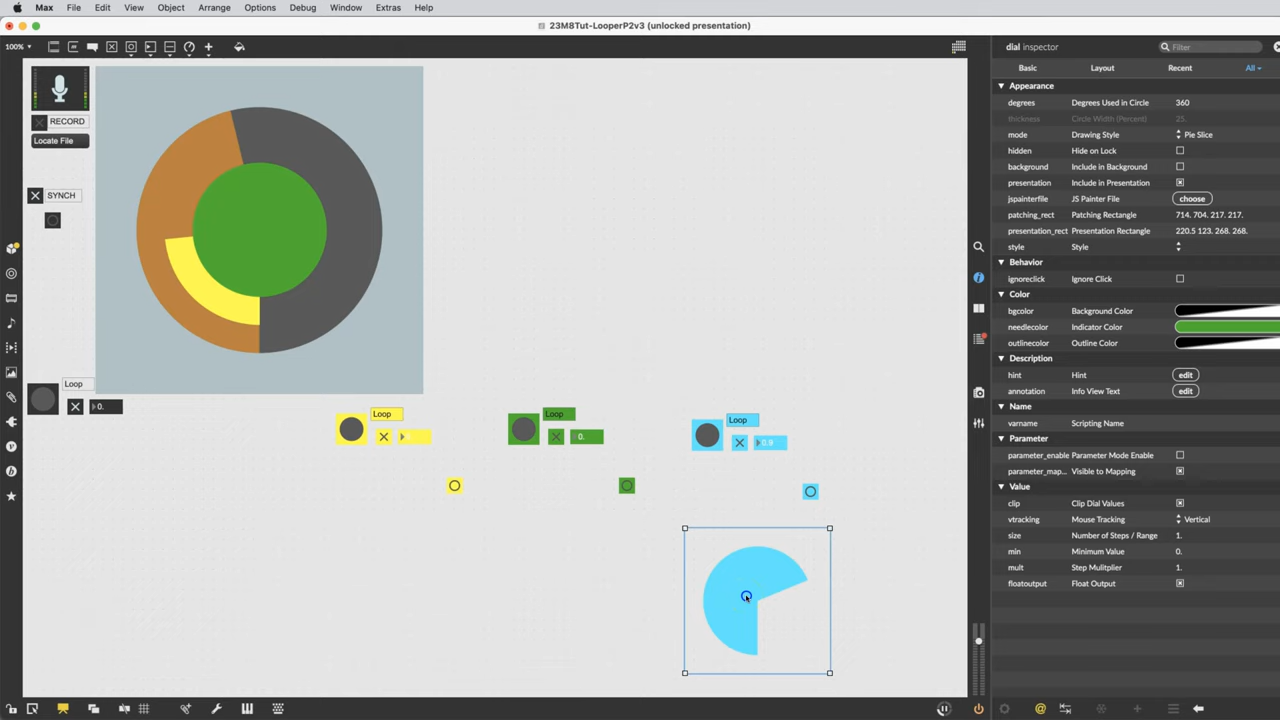 Max File Edit View Object Arrange Options Debug Window Extras Help
23M8Tut-LooperP2v3 (unlocked presentation)
100%
dial inspector
Filter
Basic Layout Recent All
RECORD
Locate File
SYNCH
Loop
0.
Loop
Loop
0.
Loop
0.9
Appearance
degrees Degrees Used in Circle 360
thickness Circle Width (Percent) 25.
mode Drawing Style Pie Slice
hidden Hide on Lock
background Include in Background
presentation Include in Presentation
jspainterfile JS Painter File choose
patching_rect Patching Rectangle 714. 704. 217. 217.
presentation_rect Presentation Rectangle 220.5 123. 268. 268.
style Style
Behavior
ignoreclick Ignore Click
Color
bgcolor Background Color
needlecolor Indicator Color
outlinecolor Outline Color
Description
hint Hint edit
annotation Info View Text edit
Name
varname Scripting Name
Parameter
parameter_enable Parameter Mode Enable
parameter_map... Visible to Mapping
Value
clip Clip Dial Values
vtracking Mouse Tracking Vertical
size Number of Steps / Range 1.
min Minimum Value 0.
mult Step Mulitplier 1.
floatoutput Float Output